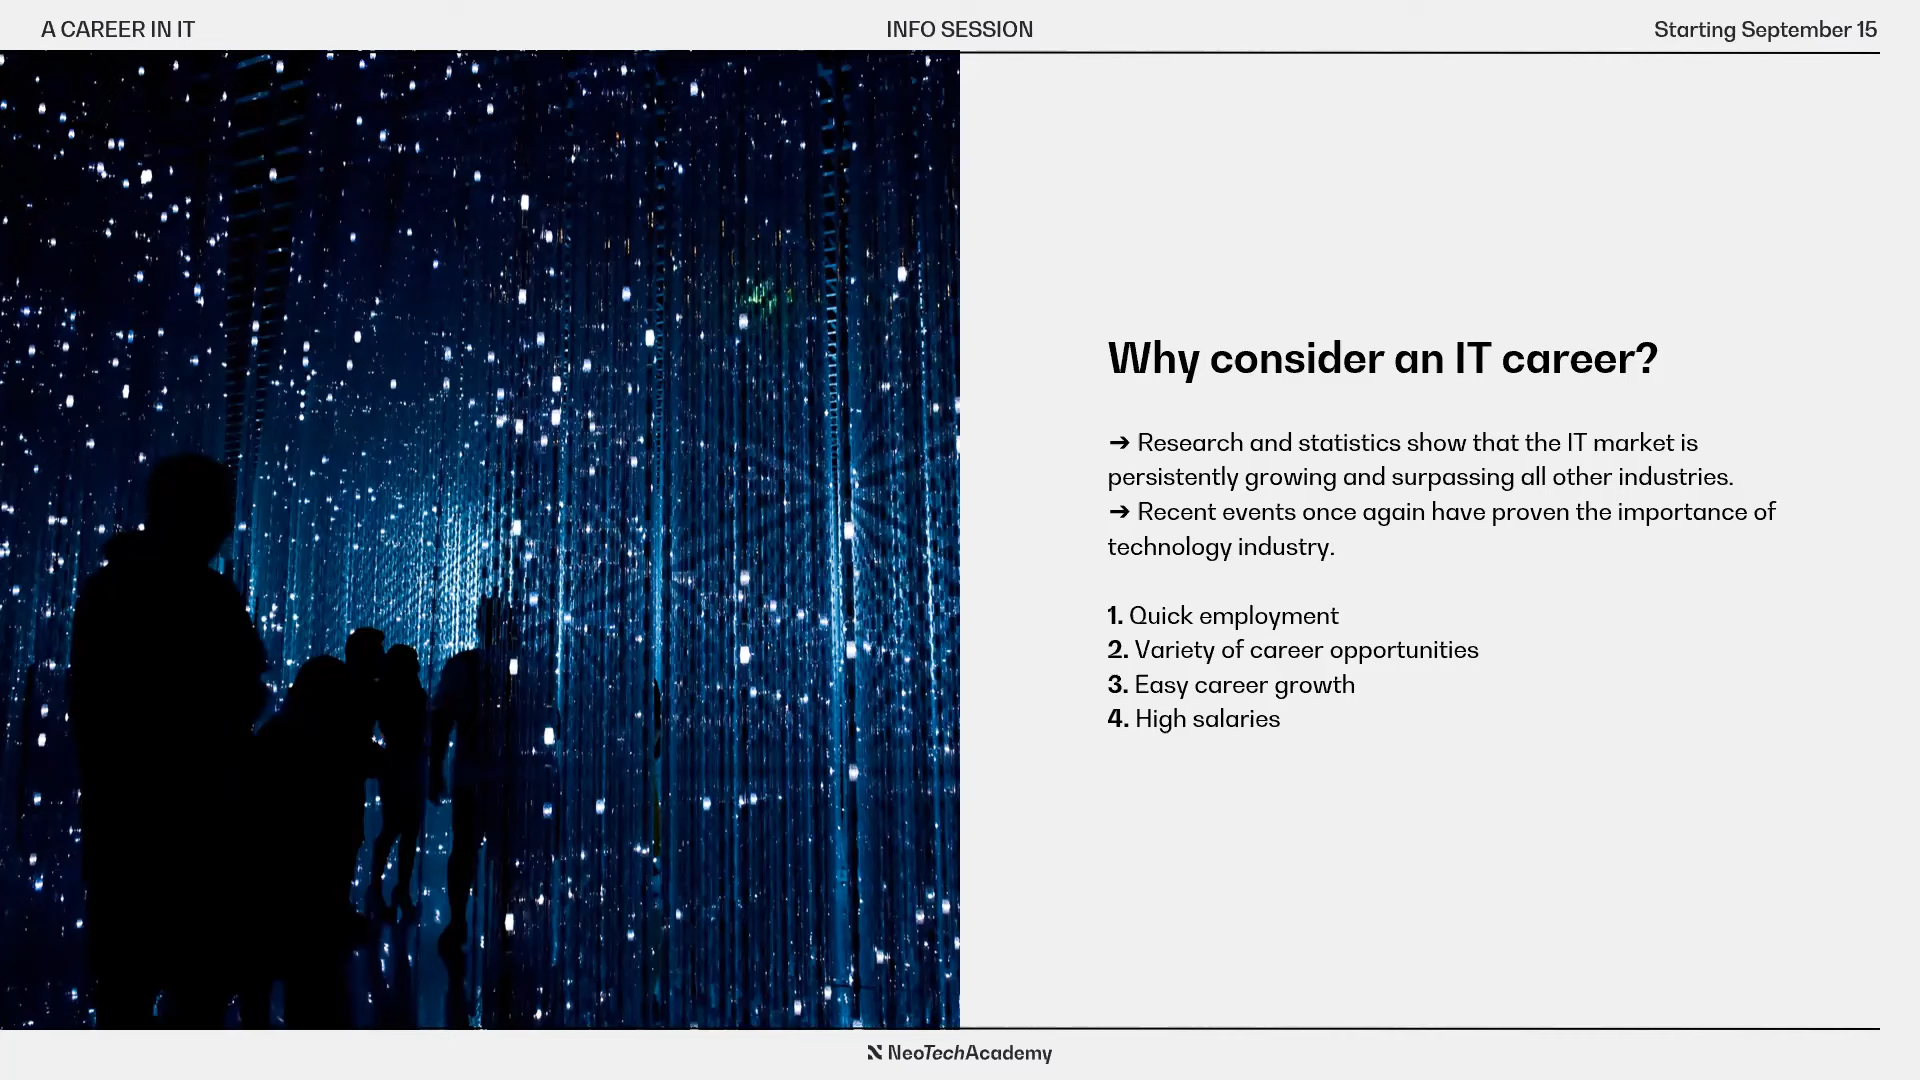 A CAREER IN IT
INFO SESSION
Starting September 15
Why consider an IT career?
➔ Research and statistics show that the IT market is
persistently growing and surpassing all other industries.
➔ Recent events once again have proven the importance of
technology industry.
1. Quick employment
2. Variety of career opportunities
3. Easy career growth
4. High salaries
NeoTechAcademy